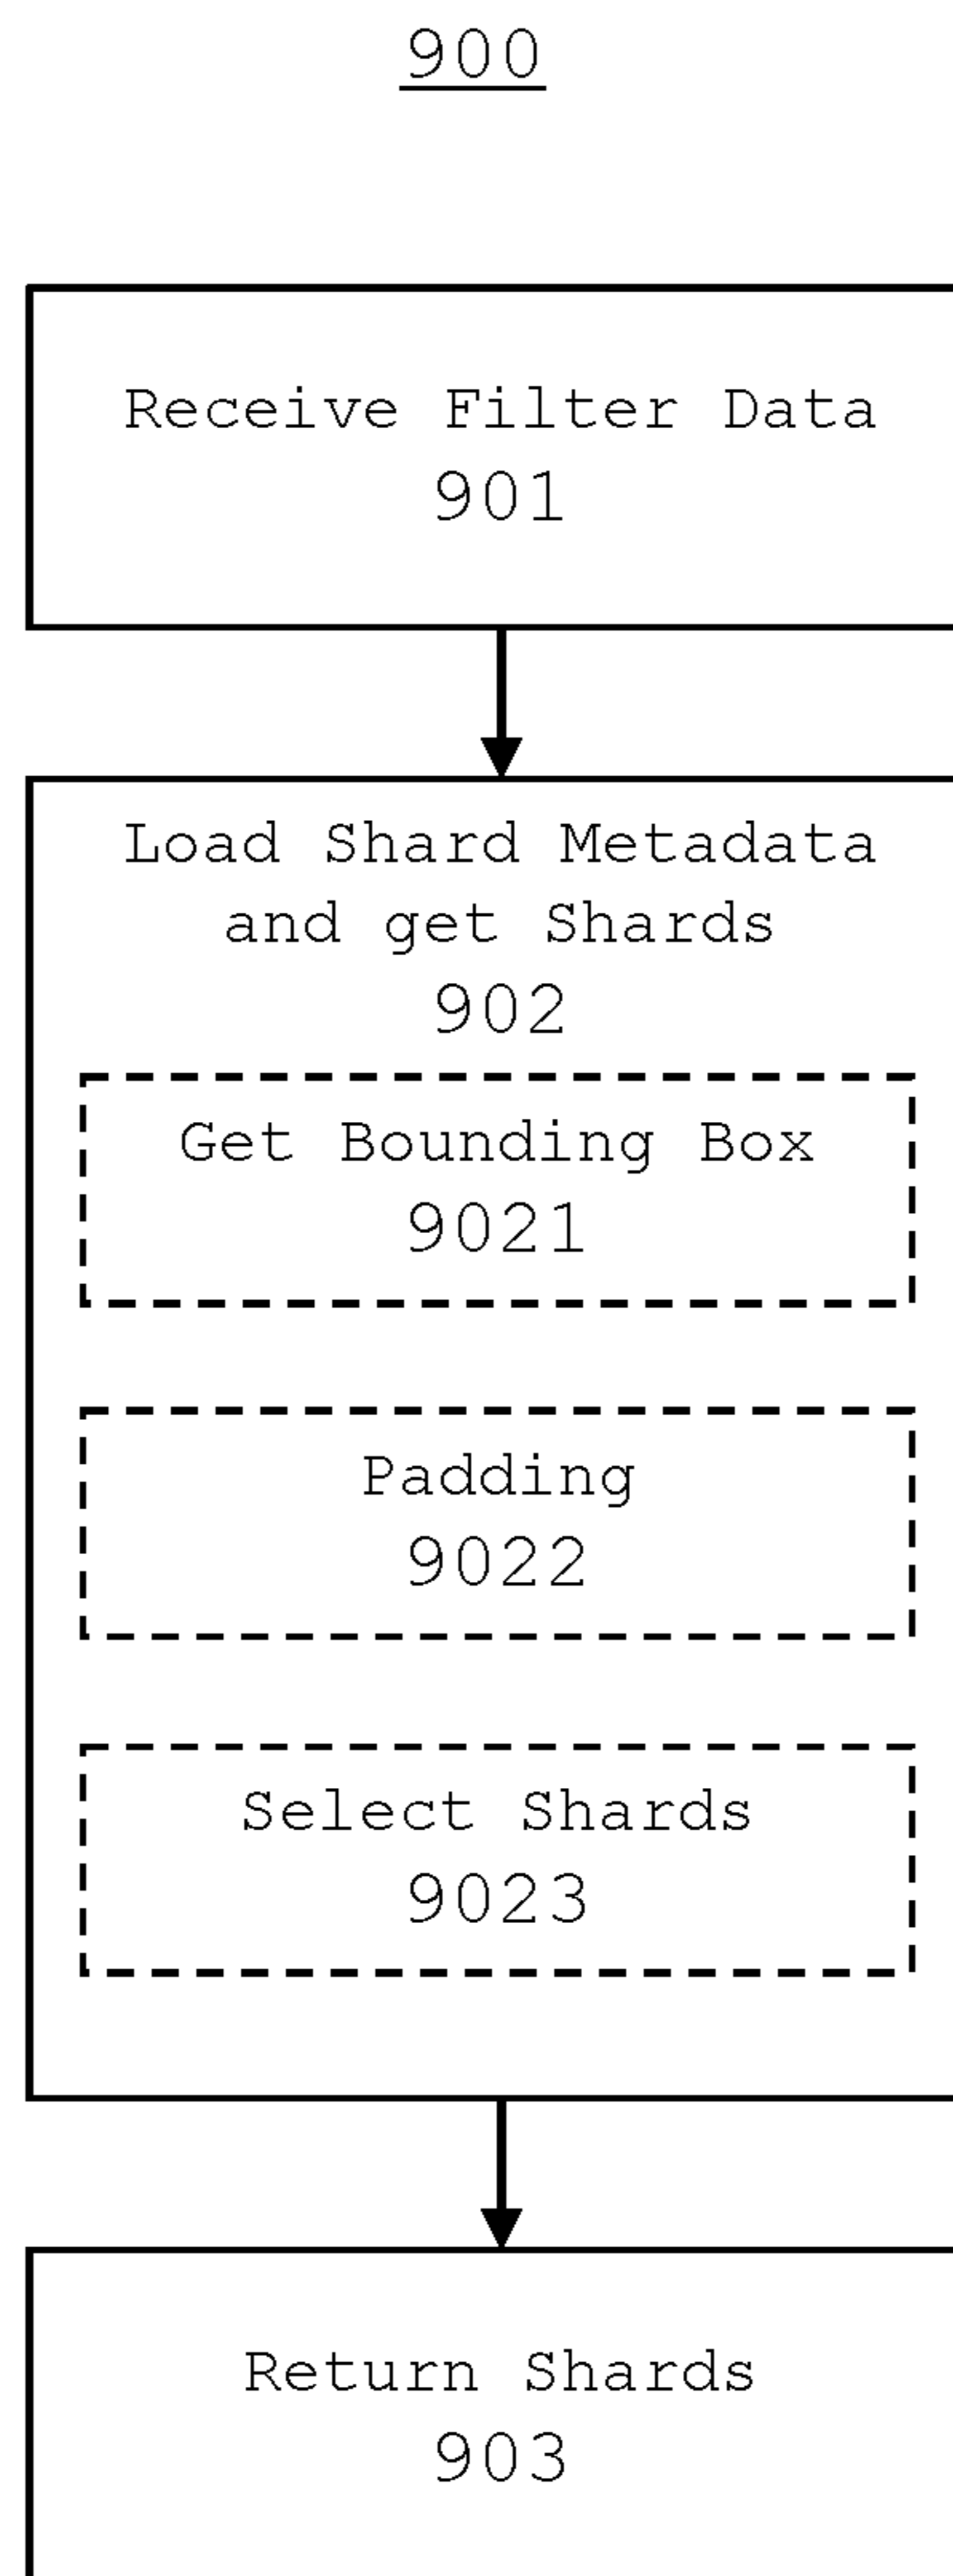 900
Receive Filter Data
901
Load Shard Metadata
and get Shards
902
Get Bounding Box
9021
Padding
9022
Select Shards
9023
Return Shards
903